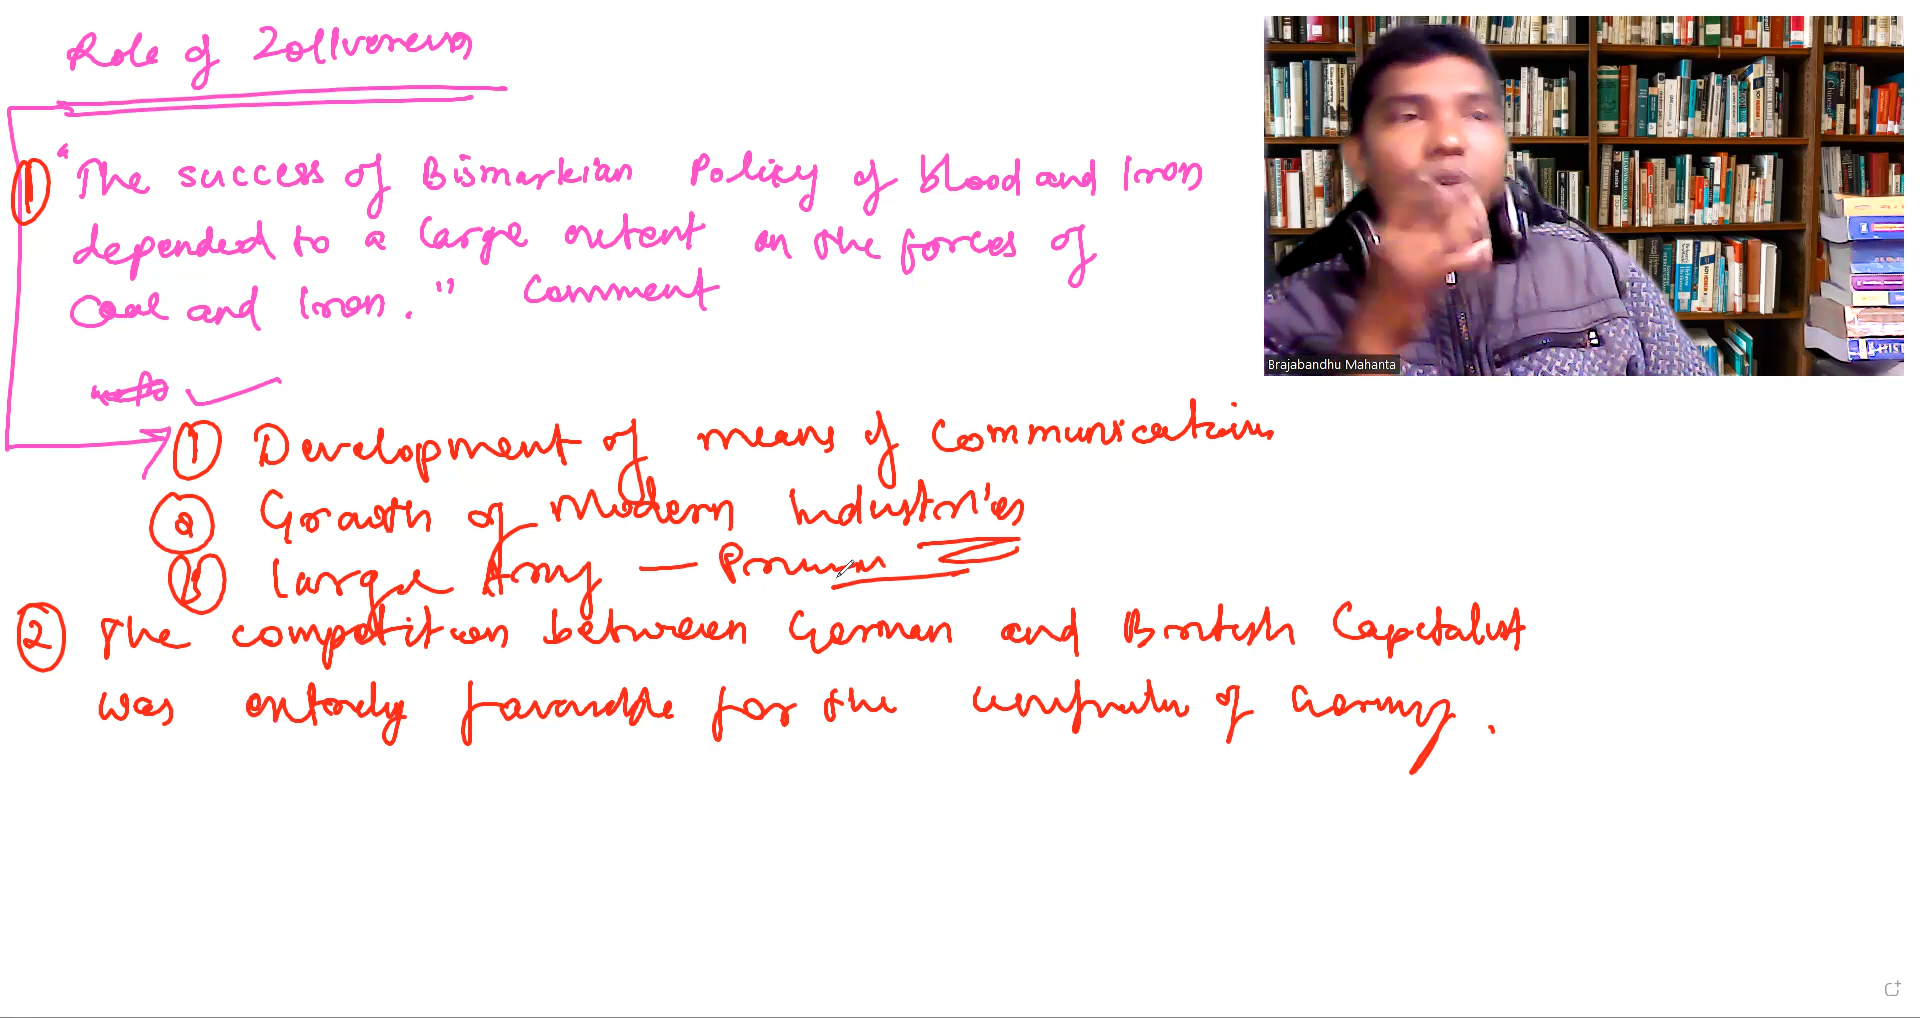 Role of Zollverein
① "The success of Bismarkian Policy of blood and Iron
depended to a large extent on the forces of
Coal and Iron." Comment
① Development of means of communications
② Growth of Modern Industries
③ Large Army —
② The competition between German and British Capitalist
was entirely favourable for the unification of Germany.
Brajabandhu Mahanta